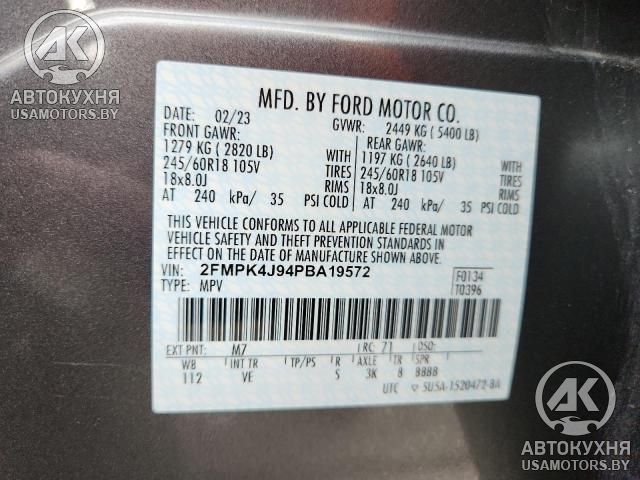 AK
АВТОКУХНЯ
USAMOTORS.BY
MFD. BY FORD MOTOR CO.
DATE: 02/23 GVWR: 2449 KG ( 5400 LB)
FRONT GAWR: REAR GAWR:
1279 KG ( 2820 LB) WITH 1197 KG ( 2640 LB) WITH
245/60R18 105V TIRES 245/60R18 105V TIRES
18x8.0J RIMS 18x8.0J RIMS
AT 240 kPa/ 35 PSI COLD AT 240 kPa/ 35 PSI COLD
THIS VEHICLE CONFORMS TO ALL APPLICABLE FEDERAL MOTOR
VEHICLE SAFETY AND THEFT PREVENTION STANDARDS IN
EFFECT ON THE DATE OF MANUFACTURE SHOWN ABOVE.
VIN: 2FMPK4J94PBA19572 F0134
TYPE: MPV T0396
EXT PNT: M7 RC: 71 DSO:
WB INT TR TP/PS R AXLE TR SPR
112 VE S 3K 8 8888
UTC 5U5A-1520472-BA
AK
АВТОКУХНЯ
USAMOTORS.BY